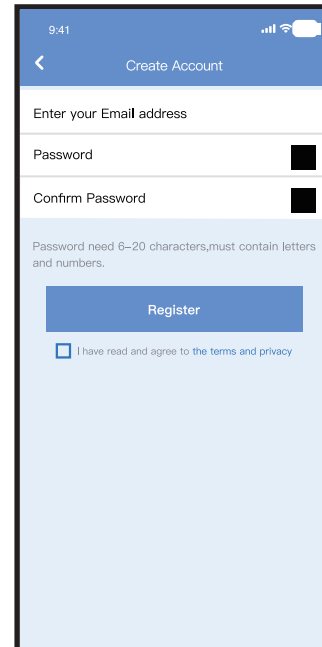 9:41
Create Account
Enter your Email address
Password
Confirm Password
Password need 6–20 characters,must contain letters
and numbers.
Register
I have read and agree to the terms and privacy